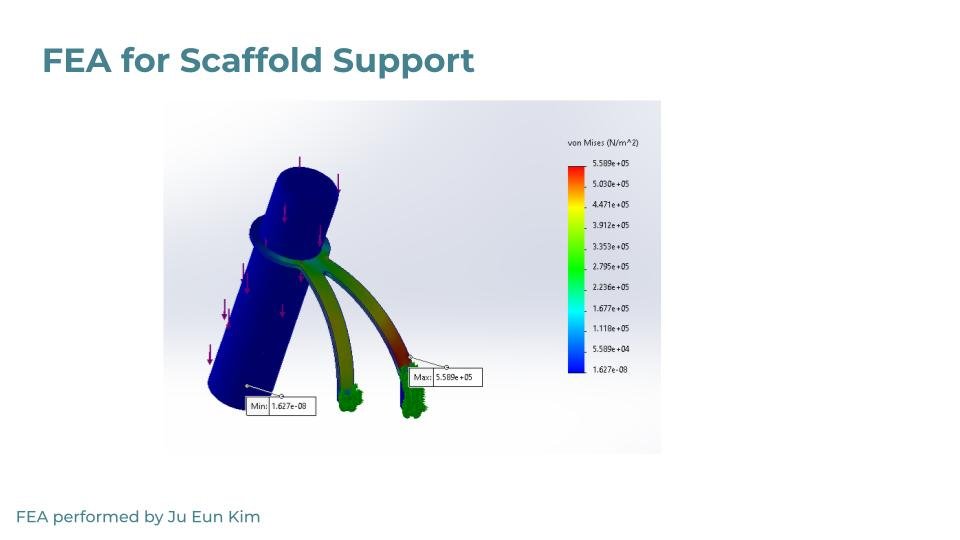 FEA for Scaffold Support
von Mises (N/m^2)
5.589e+05
5.030e+05
4.471e+05
3.912e+05
3.353e+05
2.795e+05
2.236e+05
1.677e+05
1.118e+05
5.589e+04
1.627e-08
Max: 5.589e+05
Min: 1.627e-08
FEA performed by Ju Eun Kim